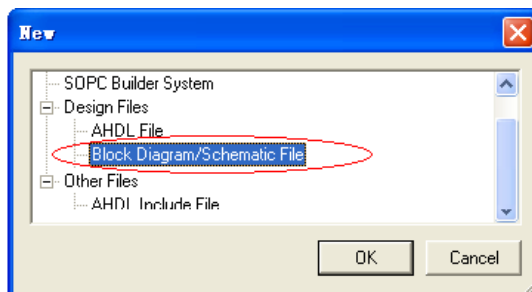 New
SOPC Builder System
Design Files
AHDL File
Block Diagram/Schematic File
Other Files
AHDL Include File
OK
Cancel